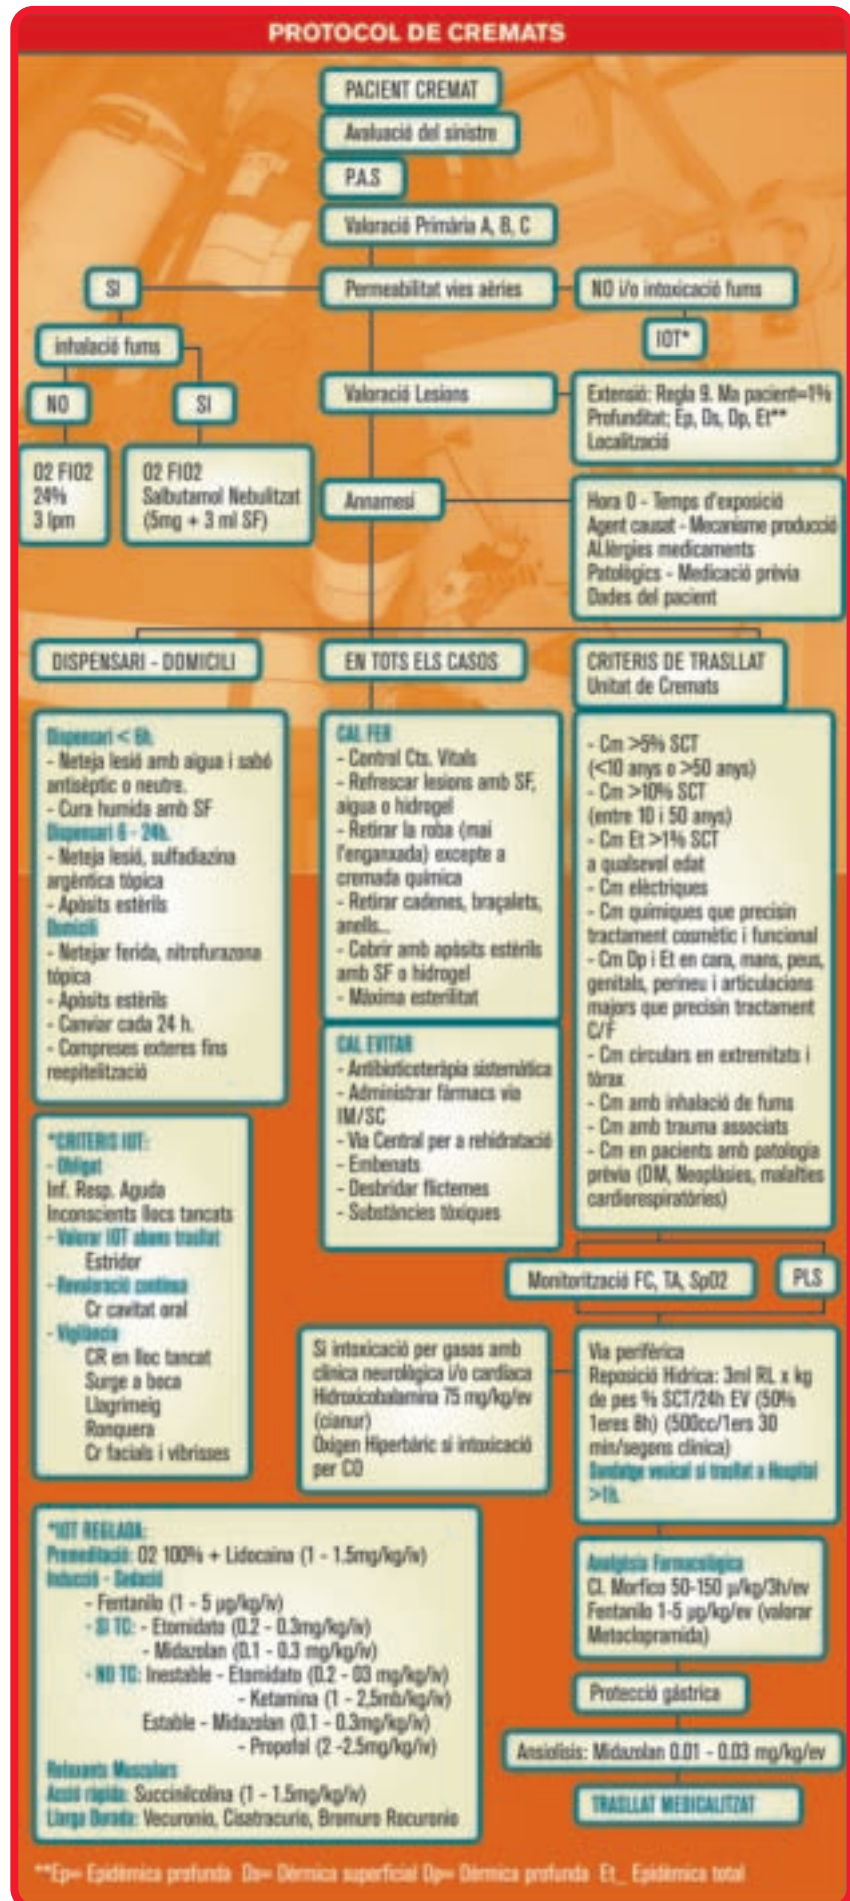 PROTOCOL DE CREMATS
PACIENT CREMAT
Avaluació del sinistre
P.A.S
Valoració Primària A, B, C
SI
Permeabilitat vies aèries
NO i/o intoxicació fums
IOT*
inhalació fums
NO
SI
O2 FIO2
24%
3 lpm
O2 FIO2
Salbutamol Nebulitzat
(5mg + 3 ml SF)
Valoració Lesions
Extensió: Regla 9. Ma pacient=1%
Profunditat; Ep, Ds, Dp, Et**
Localització
Annamesi
Hora 0 - Temps d'exposició
Agent causat - Mecanisme producció
Al.lèrgies medicaments
Patològics - Medicació prèvia
Dades del pacient
DISPENSARI - DOMICILI
Dispensari < 6h.
- Neteja lesió amb aigua i sabó
antisèptic o neutre.
- Cura humida amb SF
Dispensari 6 - 24h.
- Neteja lesió, sulfadiazina
argèntica tòpica
- Apòsits estèrils
Domicili
- Netejar ferida, nitrofurazona
tòpica
- Apòsits estèrils
- Canviar cada 24 h.
- Compreses exteres fins
reepitelització
EN TOTS ELS CASOS
CAL FER
- Control Cts. Vitals
- Refrescar lesions amb SF,
aigua o hidrogel
- Retirar la roba (mai
l'enganxada) excepte a
cremada química
- Retirar cadenes, braçalets,
anells...
- Cobrir amb apòsits estèrils
amb SF o hidrogel
- Màxima esterilitat
CAL EVITAR
- Antibioticoteràpia sistemàtica
- Administrar fàrmacs via
IM/SC
- Via Central per a rehidratació
- Embenats
- Desbridar flictemes
- Substàncies tòxiques
CRITERIS DE TRASLLAT
Unitat de Cremats
- Cm >5% SCT
(<10 anys o >50 anys)
- Cm >10% SCT
(entre 10 i 50 anys)
- Cm Et >1% SCT
a qualsevol edat
- Cm elèctriques
- Cm químiques que precisin
tractament cosmètic i funcional
- Cm Dp i Et en cara, mans, peus,
genitals, perineu i articulacions
majors que precisin tractament
C/F
- Cm circulars en extremitats i
tòrax
- Cm amb inhalació de fums
- Cm amb trauma associats
- Cm en pacients amb patologia
prèvia (DM, Neoplàsies, malalties
cardiorespiratòries)
*CRITERIS IOT:
- Obligat
Inf. Resp. Aguda
Inconscients llocs tancats
- Valorar IOT abans trasllat
Estridor
- Revaloració contínua
Cr cavitat oral
- Vigilància
CR en lloc tancat
Surge a boca
Llagrimeig
Ronquera
Cr facials i vibrisses
Monitorització FC, TA, SpO2
PLS
Si intoxicació per gasos amb
clínica neurològica i/o cardíaca
Hidroxicobalamina 75 mg/kg/ev
(cianur)
Oxigen Hiperbàric si intoxicació
per CO
Via perifèrica
Reposició Hídrica: 3ml RL x kg
de pes % SCT/24h EV (50%
1eres 8h) (500cc/1ers 30
min/segons clínica)
Sondatge vesical si trasllat a Hospital
>1h.
*IOT REGLADA:
Premeditació: O2 100% + Lidocaina (1 - 1.5mg/kg/iv)
Inducció - Sedació
- Fentanilo (1 - 5 µg/kg/iv)
- SI TC: - Etomidato (0.2 - 0.3mg/kg/iv)
- Midazolan (0.1 - 0.3 mg/kg/iv)
- NO TC: Inestable - Etomidato (0.2 - 03 mg/kg/iv)
- Ketamina (1 - 2,5mb/kg/iv)
Estable - Midazolan (0.1 - 0.3mg/kg/iv)
- Propofol (2 -2.5mg/kg/iv)
Relaxants Musculars
Acció ràpida: Succinilcolina (1 - 1.5mg/kg/iv)
Llarga Durada: Vecuronio, Cisatracurio, Bromuro Rocuronio
Analgèsia Farmacològica
Cl. Morfico 50-150 µ/kg/3h/ev
Fentanilo 1-5 µg/kg/ev (valorar
Metoclopramida)
Protecció gástrica
Ansiolisis: Midazolan 0.01 - 0.03 mg/kg/ev
TRASLLAT MEDICALITZAT
**Ep= Epidèrmica profunda Ds= Dèrmica superficial Dp= Dèrmica profunda Et_ Epidèrmica total